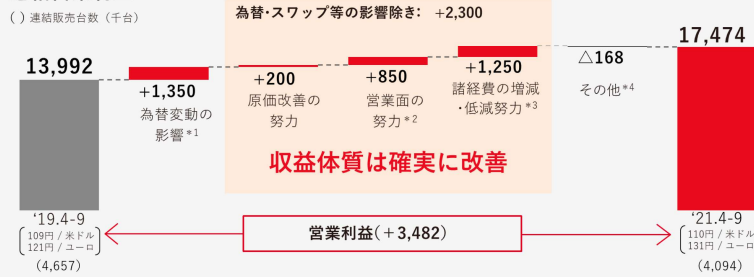 ( ) 連結販売台数（千台）
為替・スワップ等の影響除き： +2,300
13,992
+1,350
為替変動の
影響*1
+200
原価改善の
努力
+850
営業面の
努力*2
+1,250
諸経費の増減
・低減努力*3
△168
その他*4
17,474
収益体質は確実に改善
営業利益(＋3,482)
‘19.4-9
109円 / 米ドル
121円 / ユーロ
(4,657)
‘21.4-9
110円 / 米ドル
131円 / ユーロ
(4,094)